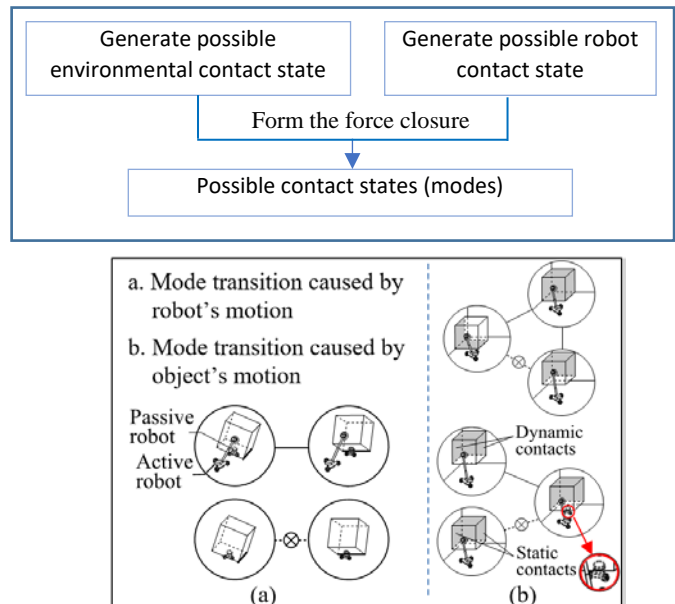 Generate possible
environmental contact state
Generate possible robot
contact state
Form the force closure
Possible contact states (modes)
a. Mode transition caused by
robot's motion
b. Mode transition caused by
object's motion
Passive
robot
Active
robot
(a)
Dynamic
contacts
Static
contacts
(b)